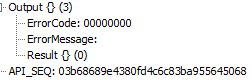 Output {} (3)
ErrorCode: 00000000
ErrorMessage:
Result {} (0)
API_SEQ: 03b68689e4380fd4c6c83ba955645068